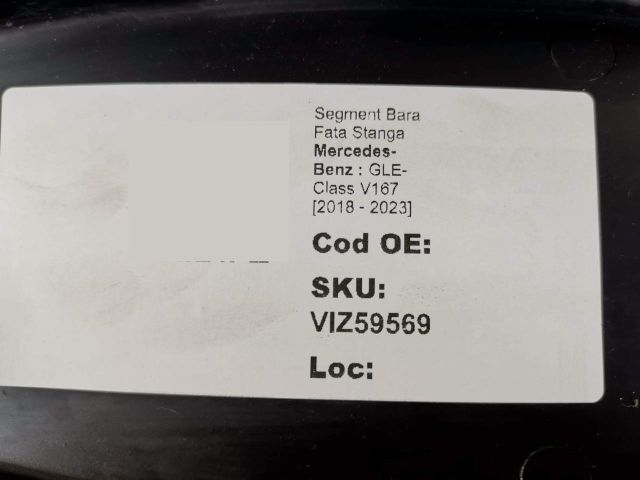 Segment Bara
Fata Stanga
Mercedes-
Benz : GLE-
Class V167
[2018 - 2023]
Cod OE:
SKU:
VIZ59569
Loc: